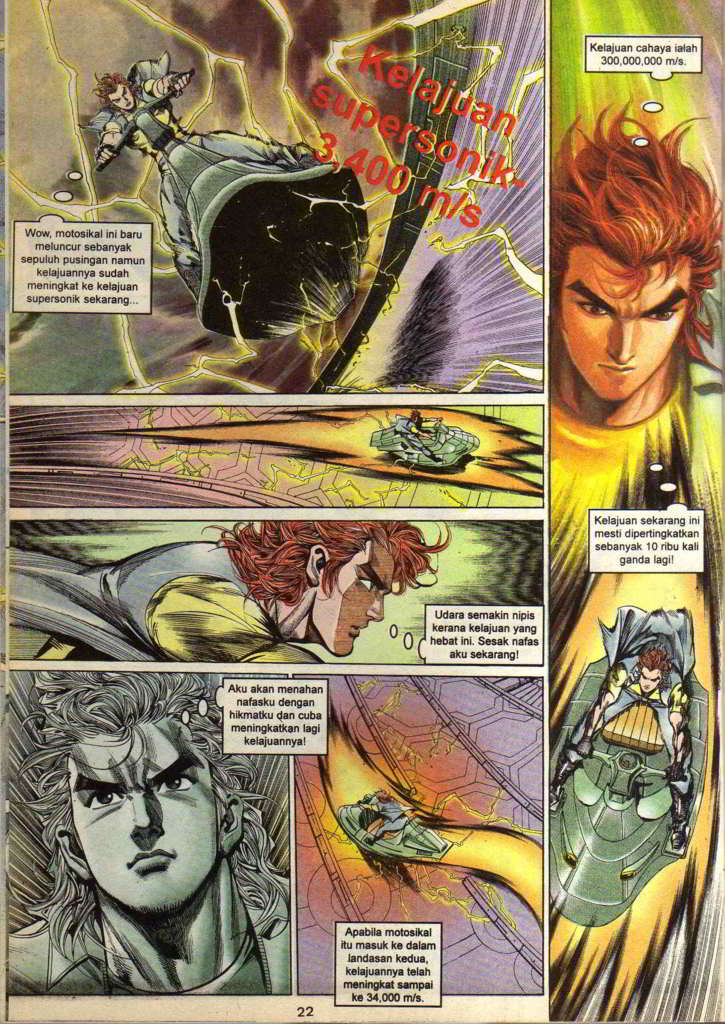 Kelajuan
supersonik-
3,400 m/s
Wow, motosikal ini baru
meluncur sebanyak
sepuluh pusingan namun
kelajuannya sudah
meningkat ke kelajuan
supersonik sekarang...
Udara semakin nipis
kerana kelajuan yang
hebat ini. Sesak nafas
aku sekarang!
Aku akan menahan
nafasku dengan
hikmatku dan cuba
meningkatkan lagi
kelajuannya!
Apabila motosikal
itu masuk ke dalam
landasan kedua,
kelajuannya telah
meningkat sampai
ke 34,000 m/s.
Kelajuan cahaya ialah
300,000,000 m/s.
Kelajuan sekarang ini
mesti dipertingkatkan
sebanyak 10 ribu kali
ganda lagi!
22